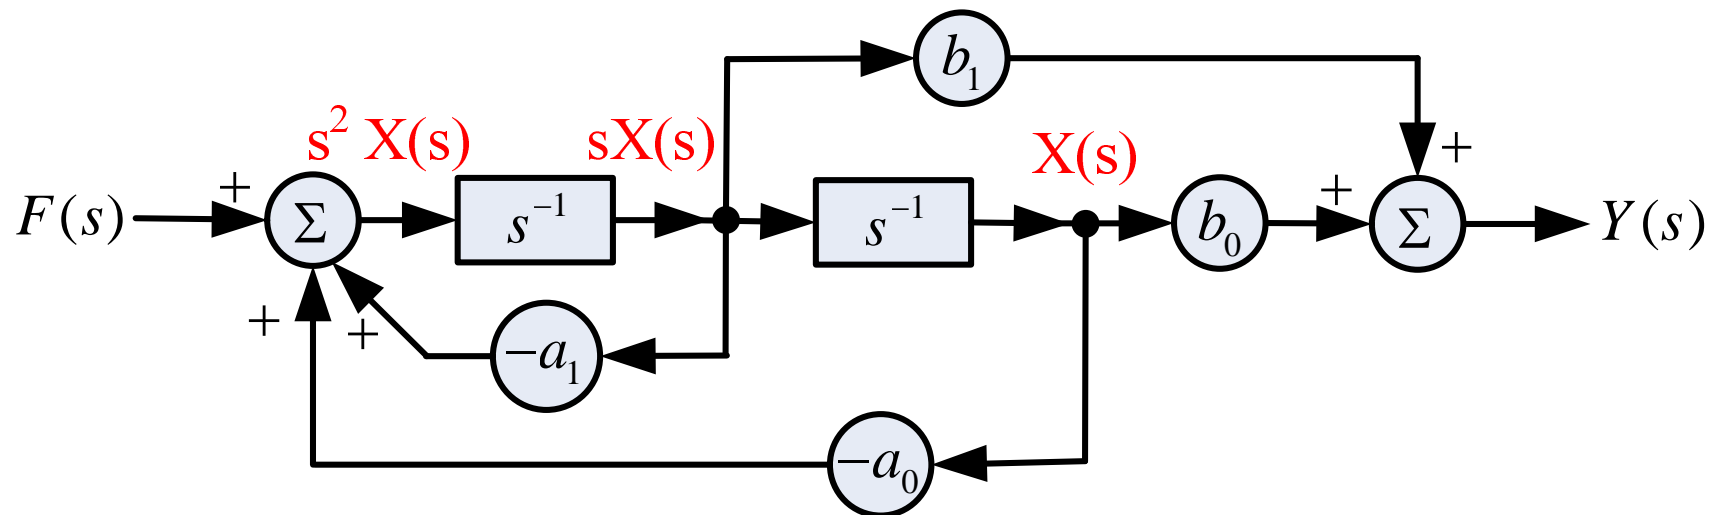 b₁
s² X(s)
sX(s)
X(s)
+
F(s)
+
Σ
s⁻¹
s⁻¹
b₀
+
Σ
Y(s)
+
+
−a₁
−a₀